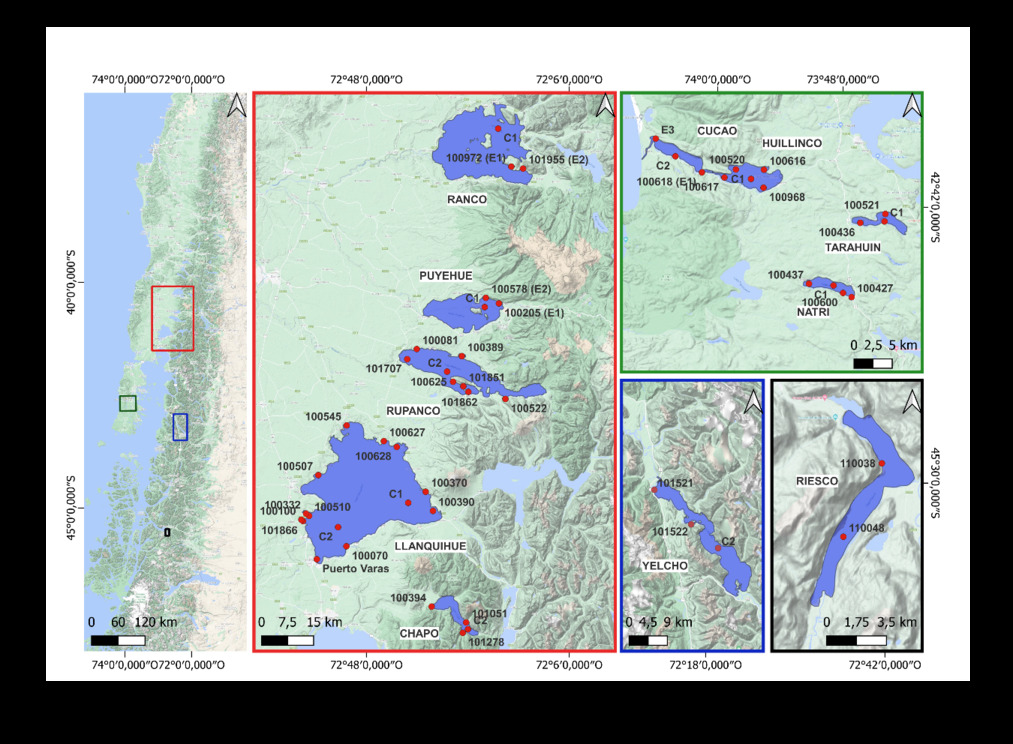 74°0'0,000"O72°0'0,000"O
72°48'0,000"O
72°6'0,000"O
74°0'0,000"O
73°48'0,000"O
40°0'0,000"S
45°0'0,000"S
0 60 120 km
74°0'0,000"O72°0'0,000"O
C1
100972 (E1)
101955 (E2)
RANCO
PUYEHUE
100578 (E2)
C1
100205 (E1)
100081
100389
101707
C2
101851
100625
101862
100522
RUPANCO
100545
100627
100628
100507
100370
C1
100390
100332
100510
100100
101866
C2
100070
LLANQUIHUE
Puerto Varas
100394
101051
C2
CHAPO
101278
0 7,5 15 km
72°48'0,000"O
72°6'0,000"O
E3
CUCAO
HUILLINCO
C2
100520
100616
100618 (E1)
100617
C1
100968
100521
C1
100436
TARAHUIN
100437
C1
100427
100600
NATRI
0 2,5 5 km
42°42'0,000"S
101521
101522
C2
YELCHO
0 4,5 9 km
72°18'0,000"O
110038
RIESCO
110048
0 1,75 3,5 km
72°42'0,000"O
45°30'0,000"S